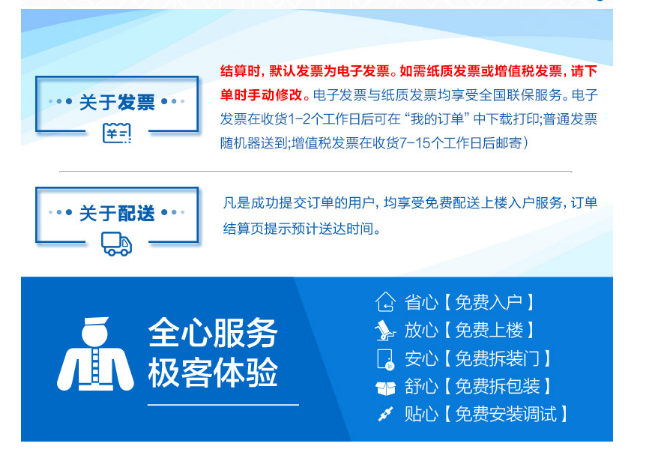 结算时, 默认发票为电子发票。如需纸质发票或增值税发票, 请下
单时手动修改。电子发票与纸质发票均享受全国联保服务。电子
发票在收货1-2个工作日后可在“我的订单”中下载打印;普通发票
随机器送到;增值税发票在收货7-15个工作日后邮寄)
关于发票
凡是成功提交订单的用户, 均享受免费配送上楼入户服务, 订单
结算页提示预计送达时间。
关于配送
全心服务
极客体验
省心【免费入户】
放心【免费上楼】
安心【免费拆装门】
舒心【免费拆包装】
贴心【免费安装调试】